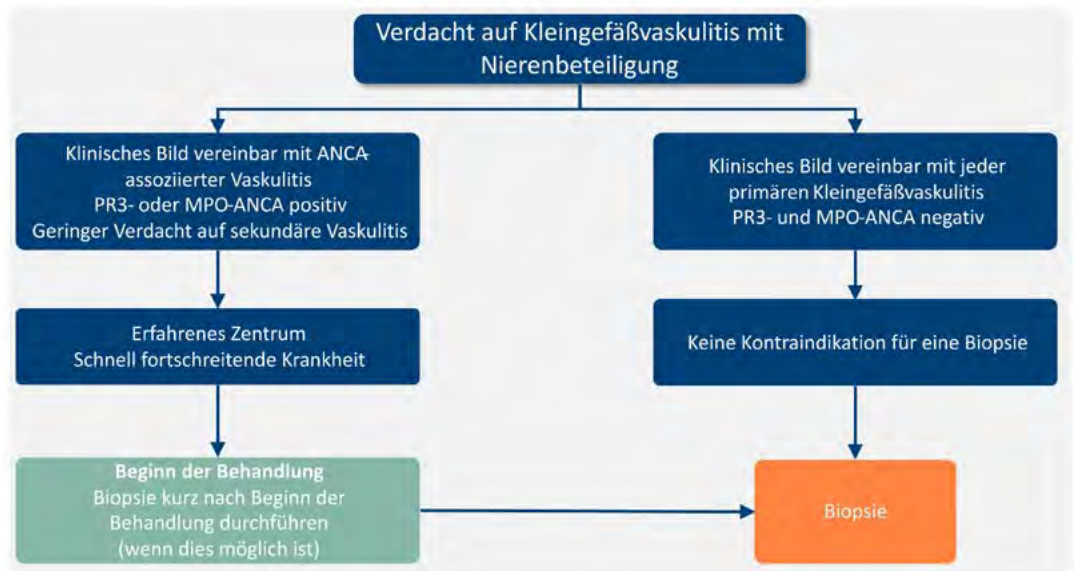 Verdacht auf Kleingefäßvaskulitis mit
Nierenbeteiligung
Klinisches Bild vereinbar mit ANCA-
assoziierter Vaskulitis
PR3- oder MPO-ANCA positiv
Geringer Verdacht auf sekundäre Vaskulitis
Klinisches Bild vereinbar mit jeder
primären Kleingefäßvaskulitis
PR3- und MPO-ANCA negativ
Erfahrenes Zentrum
Schnell fortschreitende Krankheit
Keine Kontraindikation für eine Biopsie
Beginn der Behandlung
Biopsie kurz nach Beginn der
Behandlung durchführen
(wenn dies möglich ist)
Biopsie